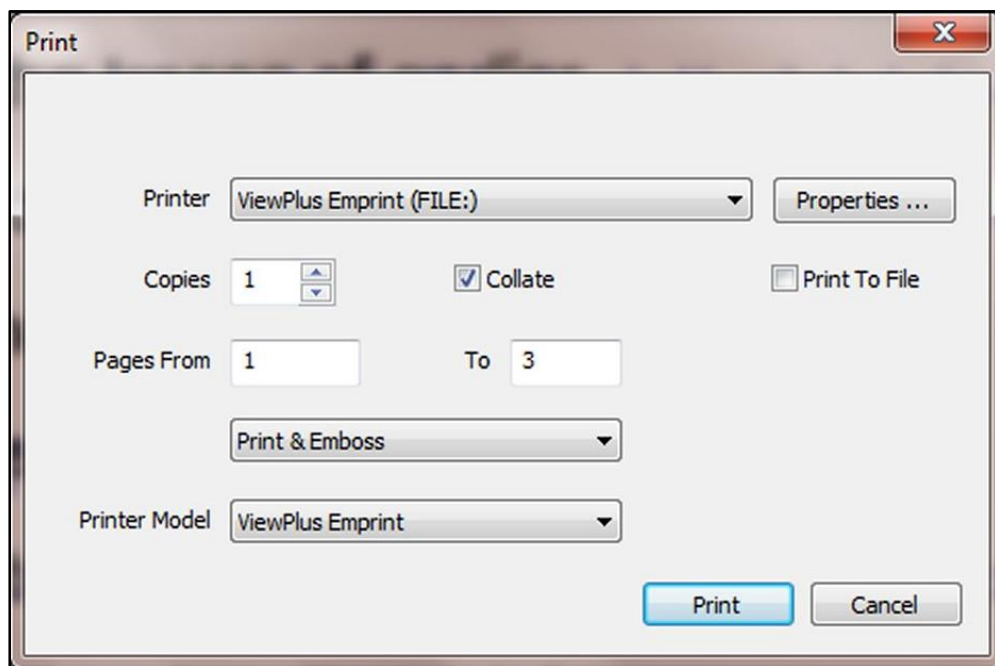 Print
Printer ViewPlus Emprint (FILE:) Properties ...
Copies 1 Collate Print To File
Pages From 1 To 3
Print & Emboss
Printer Model ViewPlus Emprint
Print Cancel